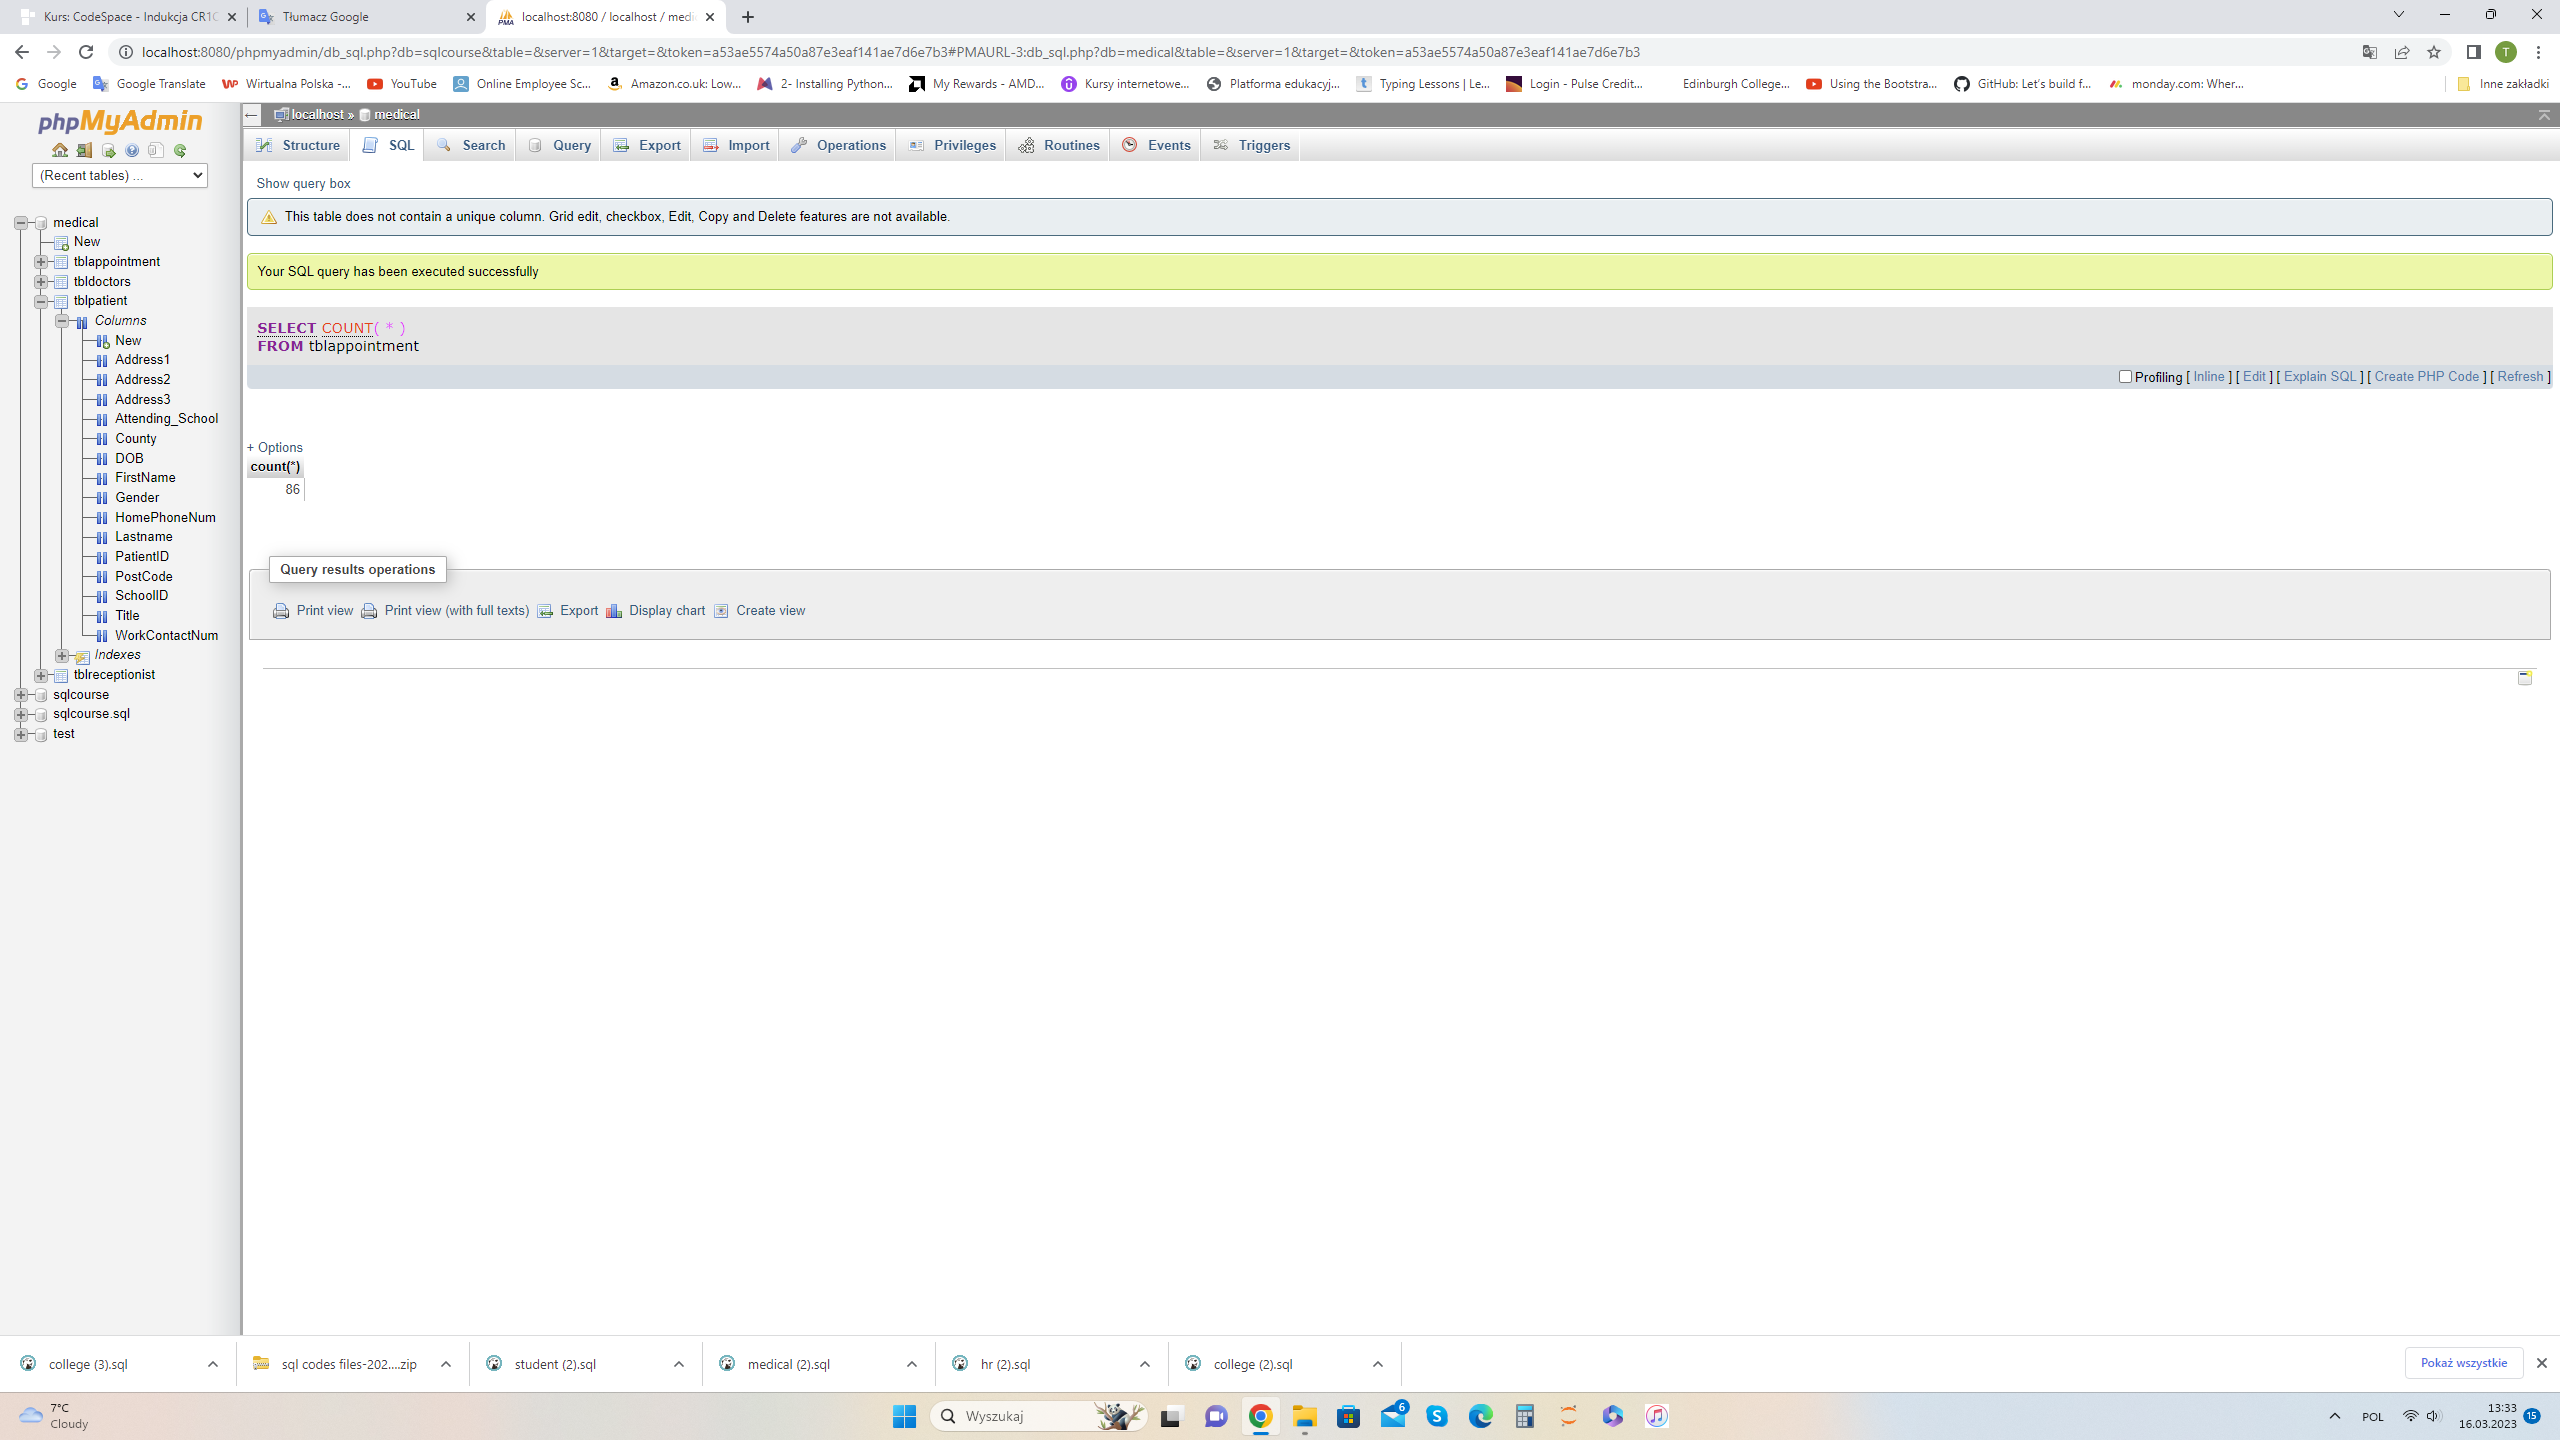 Kurs: CodeSpace - Indukcja CR1C
Tłumacz Google
localhost:8080 / localhost / medi
localhost:8080/phpmyadmin/db_sql.php?db=sqlcourse&table=&server=1&target=&token=a53ae5574a50a87e3eaf141ae7d6e7b3#PMAURL-3:db_sql.php?db=medical&table=&server=1&target=&token=a53ae5574a50a87e3eaf141ae7d6e7b3
T
Google
Google Translate
Wirtualna Polska -...
YouTube
Online Employee Sc...
Amazon.co.uk: Low...
2- Installing Python...
My Rewards - AMD...
Kursy internetowe...
Platforma edukacyj...
Typing Lessons | Le...
Login - Pulse Credit...
Edinburgh College...
Using the Bootstra...
GitHub: Let's build f...
monday.com: Wher...
Inne zakładki
phpMyAdmin
(Recent tables) ...
medical
New
tblappointment
tbldoctors
tblpatient
Columns
New
Address1
Address2
Address3
Attending_School
County
DOB
FirstName
Gender
HomePhoneNum
Lastname
PatientID
PostCode
SchoolID
Title
WorkContactNum
Indexes
tblreceptionist
sqlcourse
sqlcourse.sql
test
localhost » medical
Structure
SQL
Search
Query
Export
Import
Operations
Privileges
Routines
Events
Triggers
Show query box
This table does not contain a unique column. Grid edit, checkbox, Edit, Copy and Delete features are not available.
Your SQL query has been executed successfully
SELECT COUNT( * )
FROM tblappointment
Profiling [ Inline ] [ Edit ] [ Explain SQL ] [ Create PHP Code ] [ Refresh ]
+ Options
count(*)
86
Query results operations
Print view
Print view (with full texts)
Export
Display chart
Create view
college (3).sql
sql codes files-202....zip
student (2).sql
medical (2).sql
hr (2).sql
college (2).sql
Pokaż wszystkie
7°C
Cloudy
Wyszukaj
6
POL
13:33
16.03.2023
15